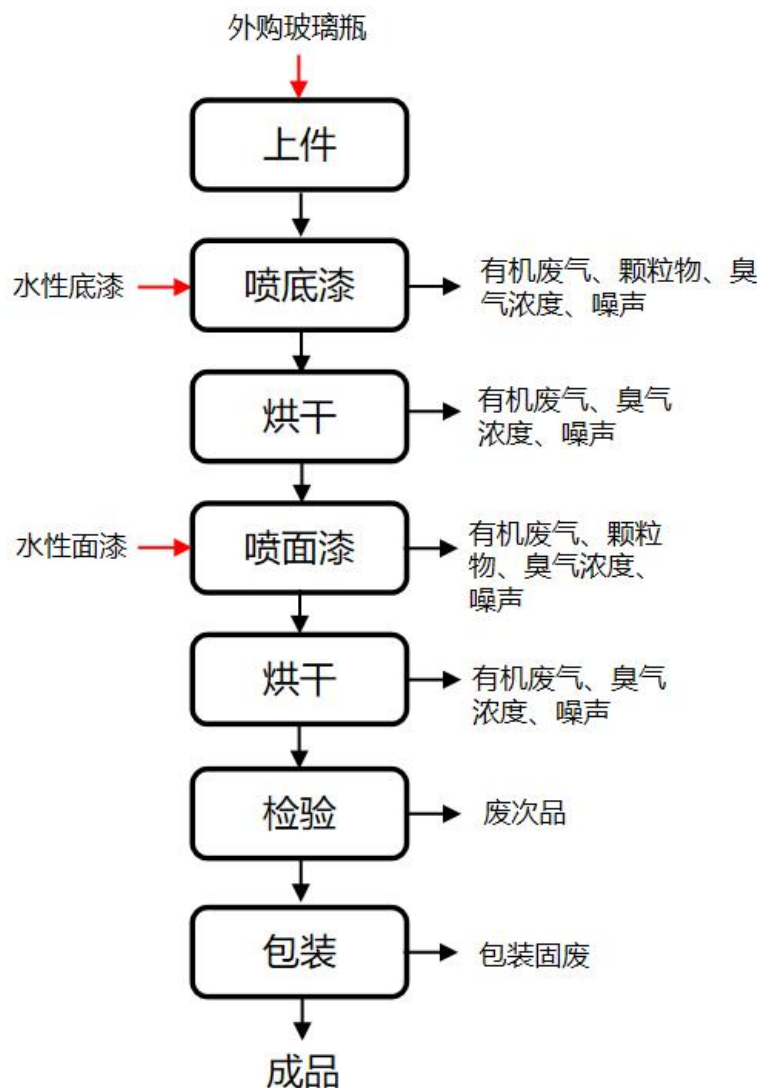 外购玻璃瓶
上件
水性底漆
喷底漆
有机废气、颗粒物、臭
气浓度、噪声
烘干
有机废气、臭气
浓度、噪声
水性面漆
喷面漆
有机废气、颗粒
物、臭气浓度、
噪声
烘干
有机废气、臭气
浓度、噪声
检验
废次品
包装
包装固废
成品